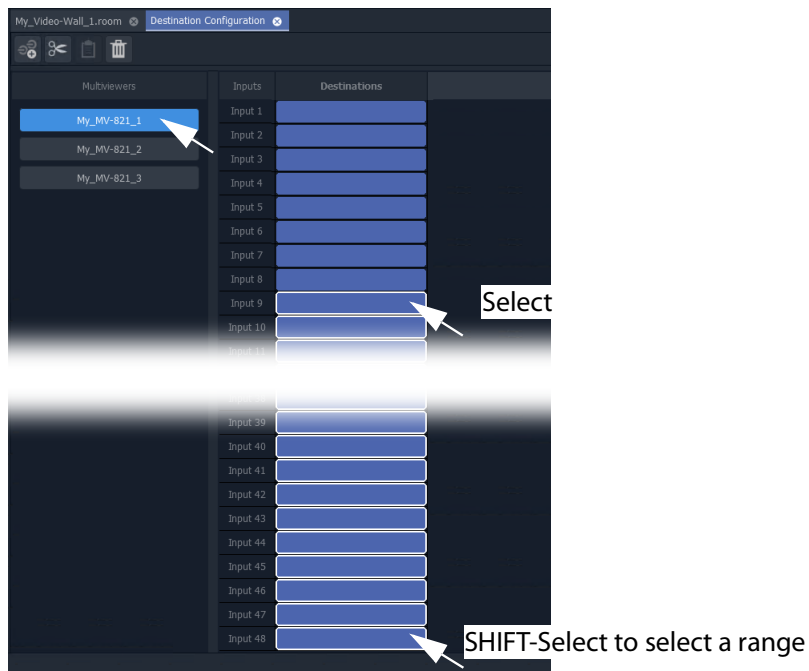 My_Video-Wall_1.room Destination Configuration
Multiviewers Inputs Destinations
My_MV-821_1
My_MV-821_2
My_MV-821_3
Input 1
Input 2
Input 3
Input 4
Input 5
Input 6
Input 7
Input 8
Input 9
Select
Input 10
Input 11
Input 39
Input 40
Input 41
Input 42
Input 43
Input 44
Input 45
Input 46
Input 47
Input 48
SHIFT-Select to select a range